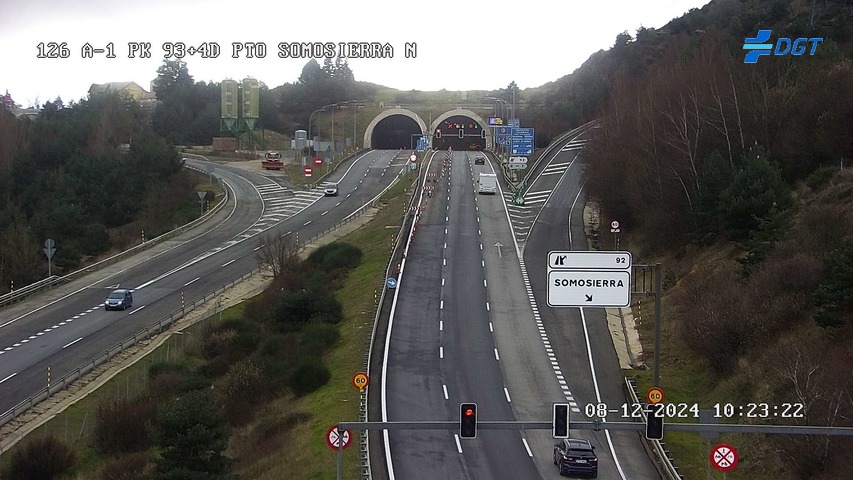 126 A-1 PK 93+4D PTO SOMOSIERRA N
DGT
92
SOMOSIERRA
60
60
08-12-2024 10:23:22